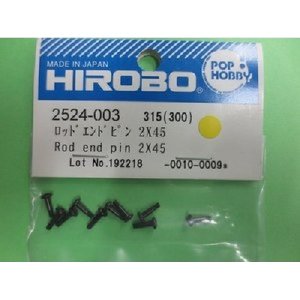 MADE IN JAPAN
HIROBO
POP
HOBBY
2524-003 315(300)
ロッドエンドピン 2X45
Rod end pin 2X45
Lot No.192218 -0010-0009*